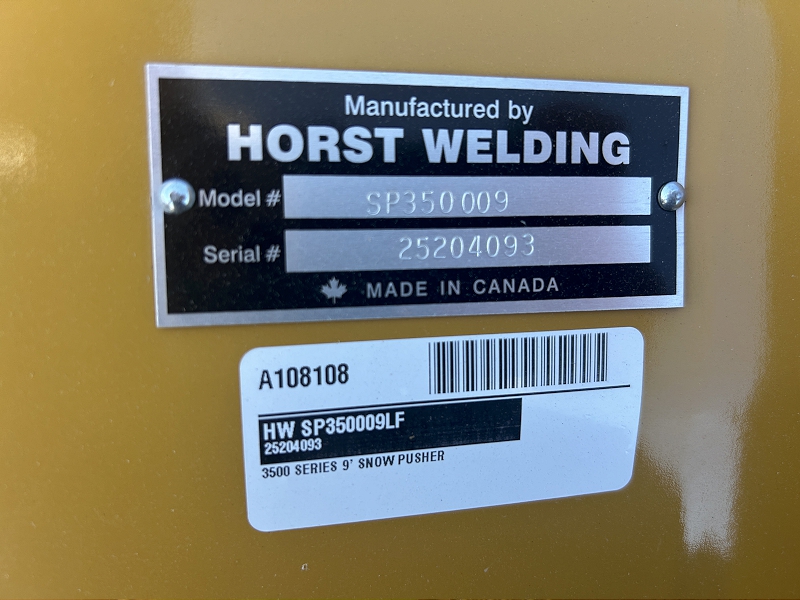 Manufactured by
HORST WELDING
Model # SP350009
Serial # 25204093
MADE IN CANADA
A108108
HW SP350009LF
25204093
3500 SERIES 9' SNOW PUSHER